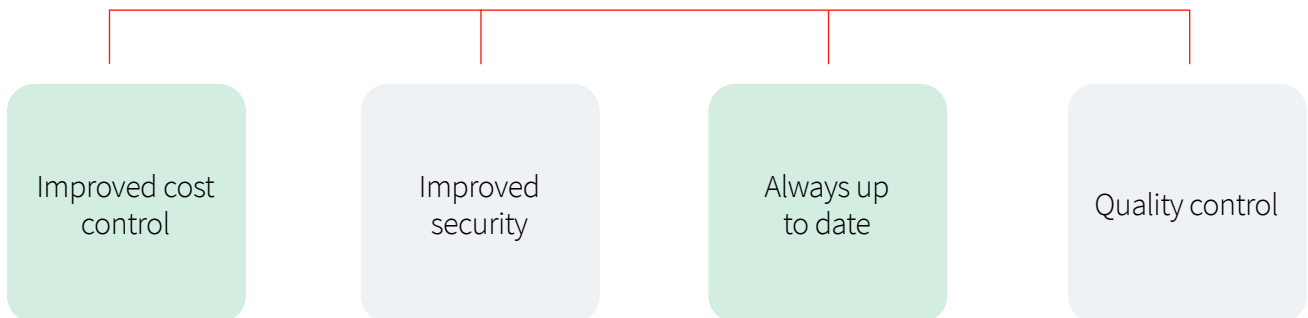 Improved cost
control
Improved
security
Always up
to date
Quality control